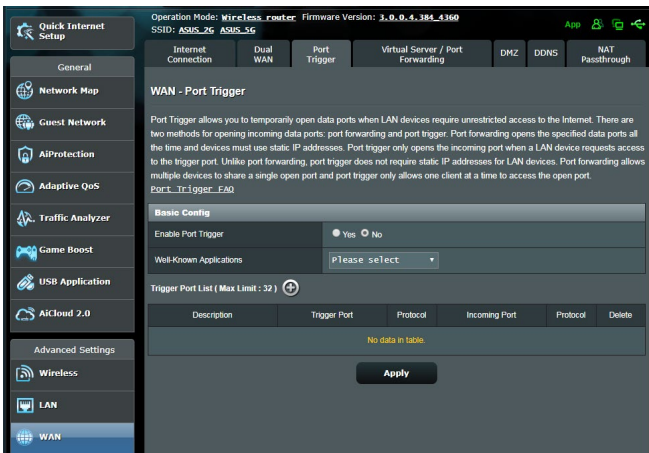 Quick Internet
Setup
General
Network Map
Guest Network
AiProtection
Adaptive QoS
Traffic Analyzer
Game Boost
USB Application
AiCloud 2.0
Advanced Settings
Wireless
LAN
WAN
Operation Mode: Wireless router Firmware Version: 3.0.0.4.384_4360
SSID: ASUS_2G ASUS_5G
App
Internet
Connection
Dual
WAN
Port
Trigger
Virtual Server / Port
Forwarding
DMZ
DDNS
NAT
Passthrough
WAN - Port Trigger
Port Trigger allows you to temporarily open data ports when LAN devices require unrestricted access to the Internet. There are
two methods for opening incoming data ports: port forwarding and port trigger. Port forwarding opens the specified data ports all
the time and devices must use static IP addresses. Port trigger only opens the incoming port when a LAN device requests access
to the trigger port. Unlike port forwarding, port trigger does not require static IP addresses for LAN devices. Port forwarding allows
multiple devices to share a single open port and port trigger only allows one client at a time to access the open port.
Port Trigger FAQ
Basic Config
Enable Port Trigger Yes No
Well-Known Applications Please select
Trigger Port List ( Max Limit : 32 )
Description Trigger Port Protocol Incoming Port Protocol Delete
No data in table.
Apply